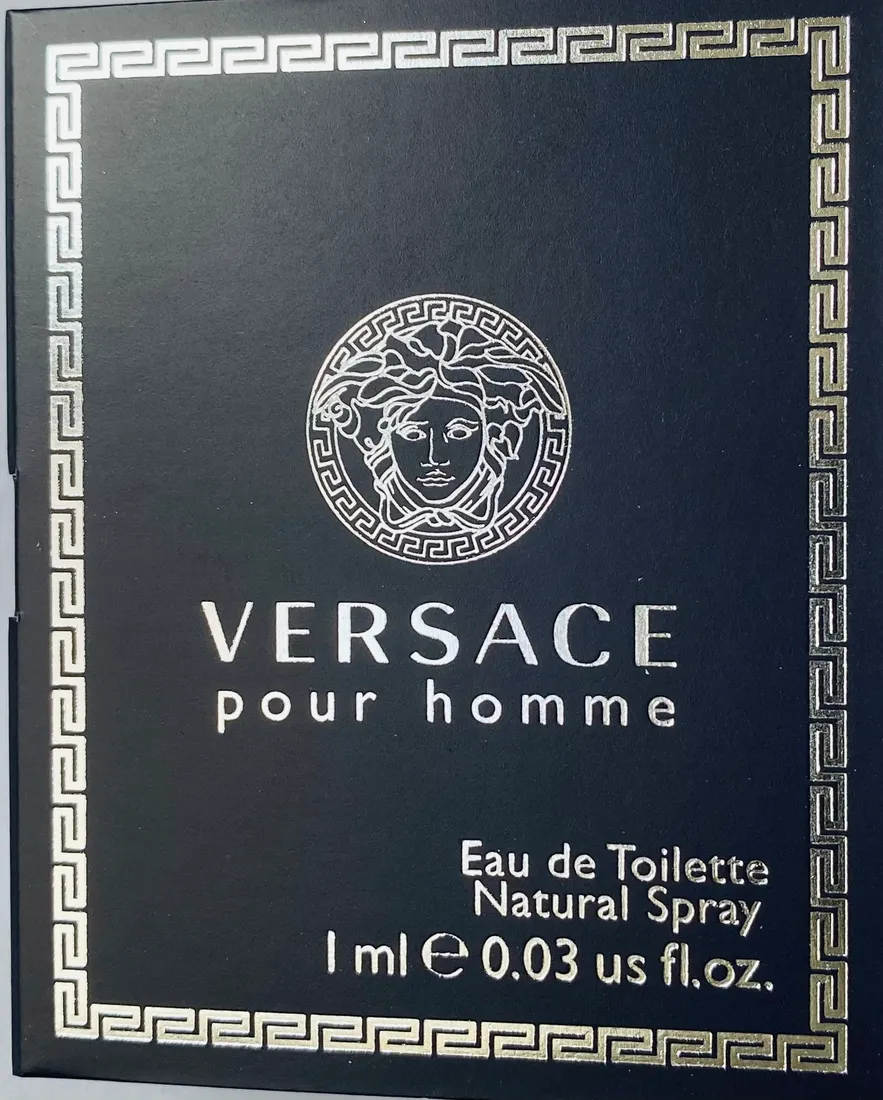 VERSACE
pour homme
Eau de Toilette
Natural Spray
1 ml ℮ 0.03 us fl.oz.